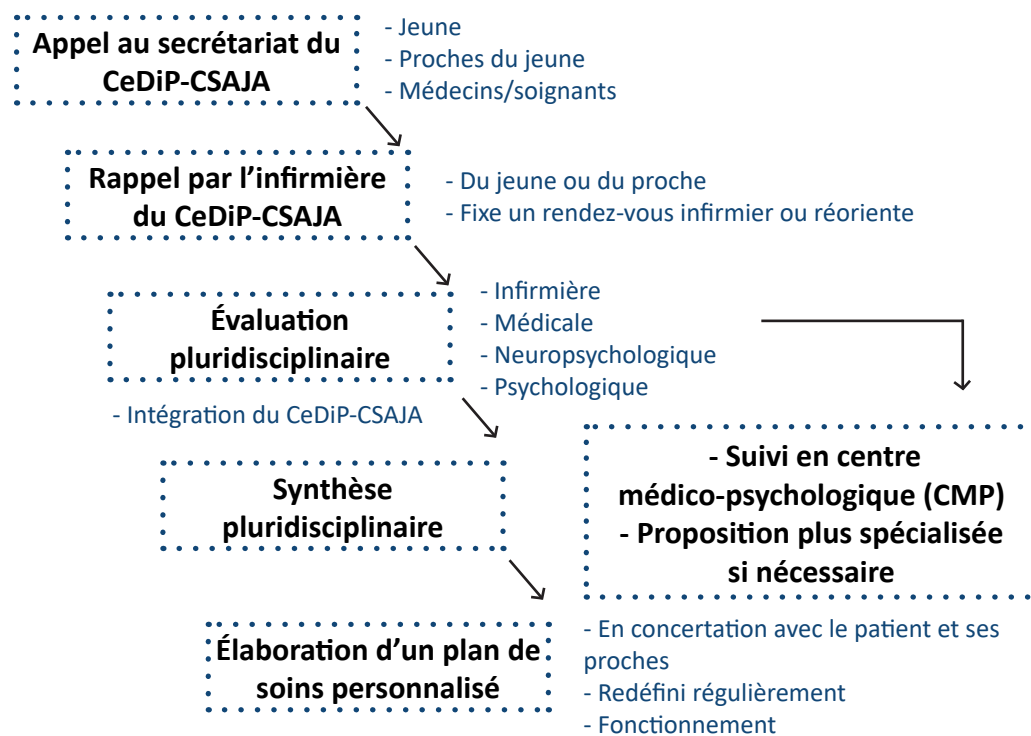 Appel au secrétariat du
CeDiP-CSAJA
- Jeune
- Proches du jeune
- Médecins/soignants
Rappel par l’infirmière
du CeDiP-CSAJA
- Du jeune ou du proche
- Fixe un rendez-vous infirmier ou réoriente
Évaluation
pluridisciplinaire
- Infirmière
- Médicale
- Neuropsychologique
- Psychologique
- Intégration du CeDiP-CSAJA
- Suivi en centre
médico-psychologique (CMP)
- Proposition plus spécialisée
si nécessaire
Synthèse
pluridisciplinaire
Élaboration d’un plan de
soins personnalisé
- En concertation avec le patient et ses
proches
- Redéfini régulièrement
- Fonctionnement